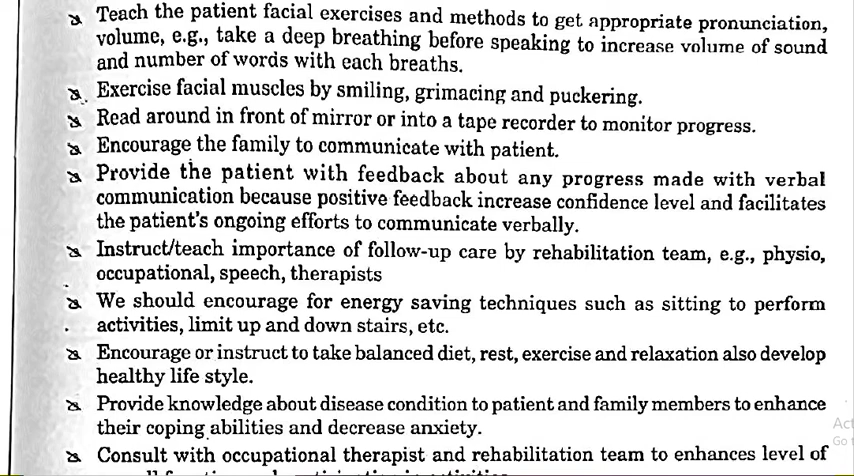 Teach the patient facial exercises and methods to get appropriate pronunciation,
volume, e.g., take a deep breathing before speaking to increase volume of sound
and number of words with each breaths.
Exercise facial muscles by smiling, grimacing and puckering.
Read around in front of mirror or into a tape recorder to monitor progress.
Encourage the family to communicate with patient.
Provide the patient with feedback about any progress made with verbal
communication because positive feedback increase confidence level and facilitates
the patient's ongoing efforts to communicate verbally.
Instruct/teach importance of follow-up care by rehabilitation team, e.g., physio,
occupational, speech, therapists
We should encourage for energy saving techniques such as sitting to perform
activities, limit up and down stairs, etc.
Encourage or instruct to take balanced diet, rest, exercise and relaxation also develop
healthy life style.
Provide knowledge about disease condition to patient and family members to enhance
their coping abilities and decrease anxiety.
Act
Go t
Consult with occupational therapist and rehabilitation team to enhances level of